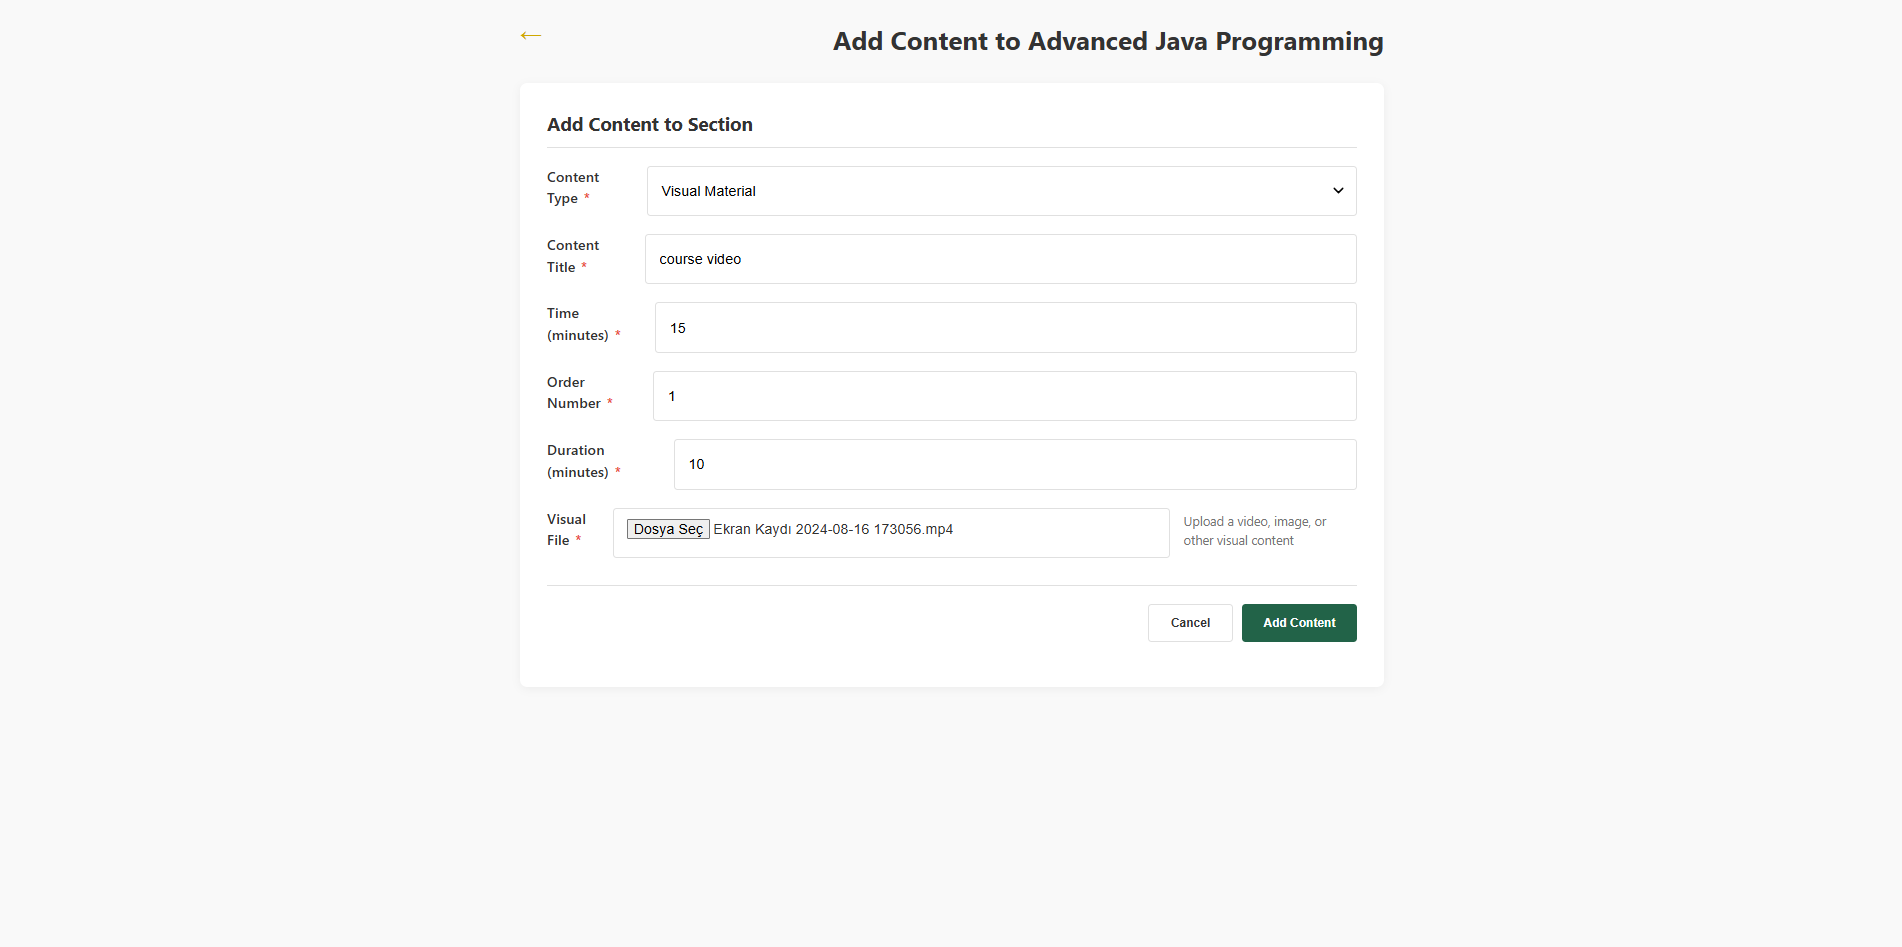 ←
Add Content to Advanced Java Programming
Add Content to Section
Content
Type *
Visual Material
Content
Title *
course video
Time
(minutes) *
15
Order
Number *
1
Duration
(minutes) *
10
Visual
File *
Dosya Seç Ekran Kaydı 2024-08-16 173056.mp4
Upload a video, image, or
other visual content
Cancel
Add Content